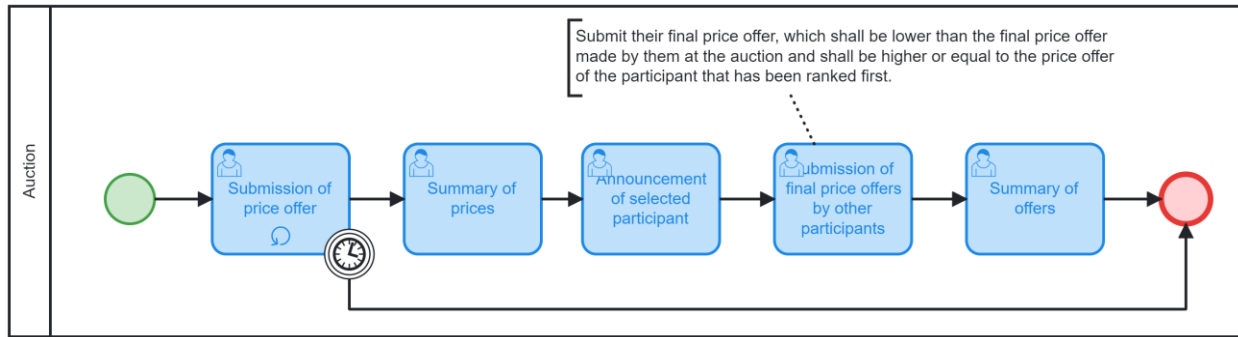 Auction
Submit their final price offer, which shall be lower than the final price offer
made by them at the auction and shall be higher or equal to the price offer
of the participant that has been ranked first.
Submission of
price offer
Summary of
prices
Announcement
of selected
participant
Submission of
final price offers
by other
participants
Summary of
offers